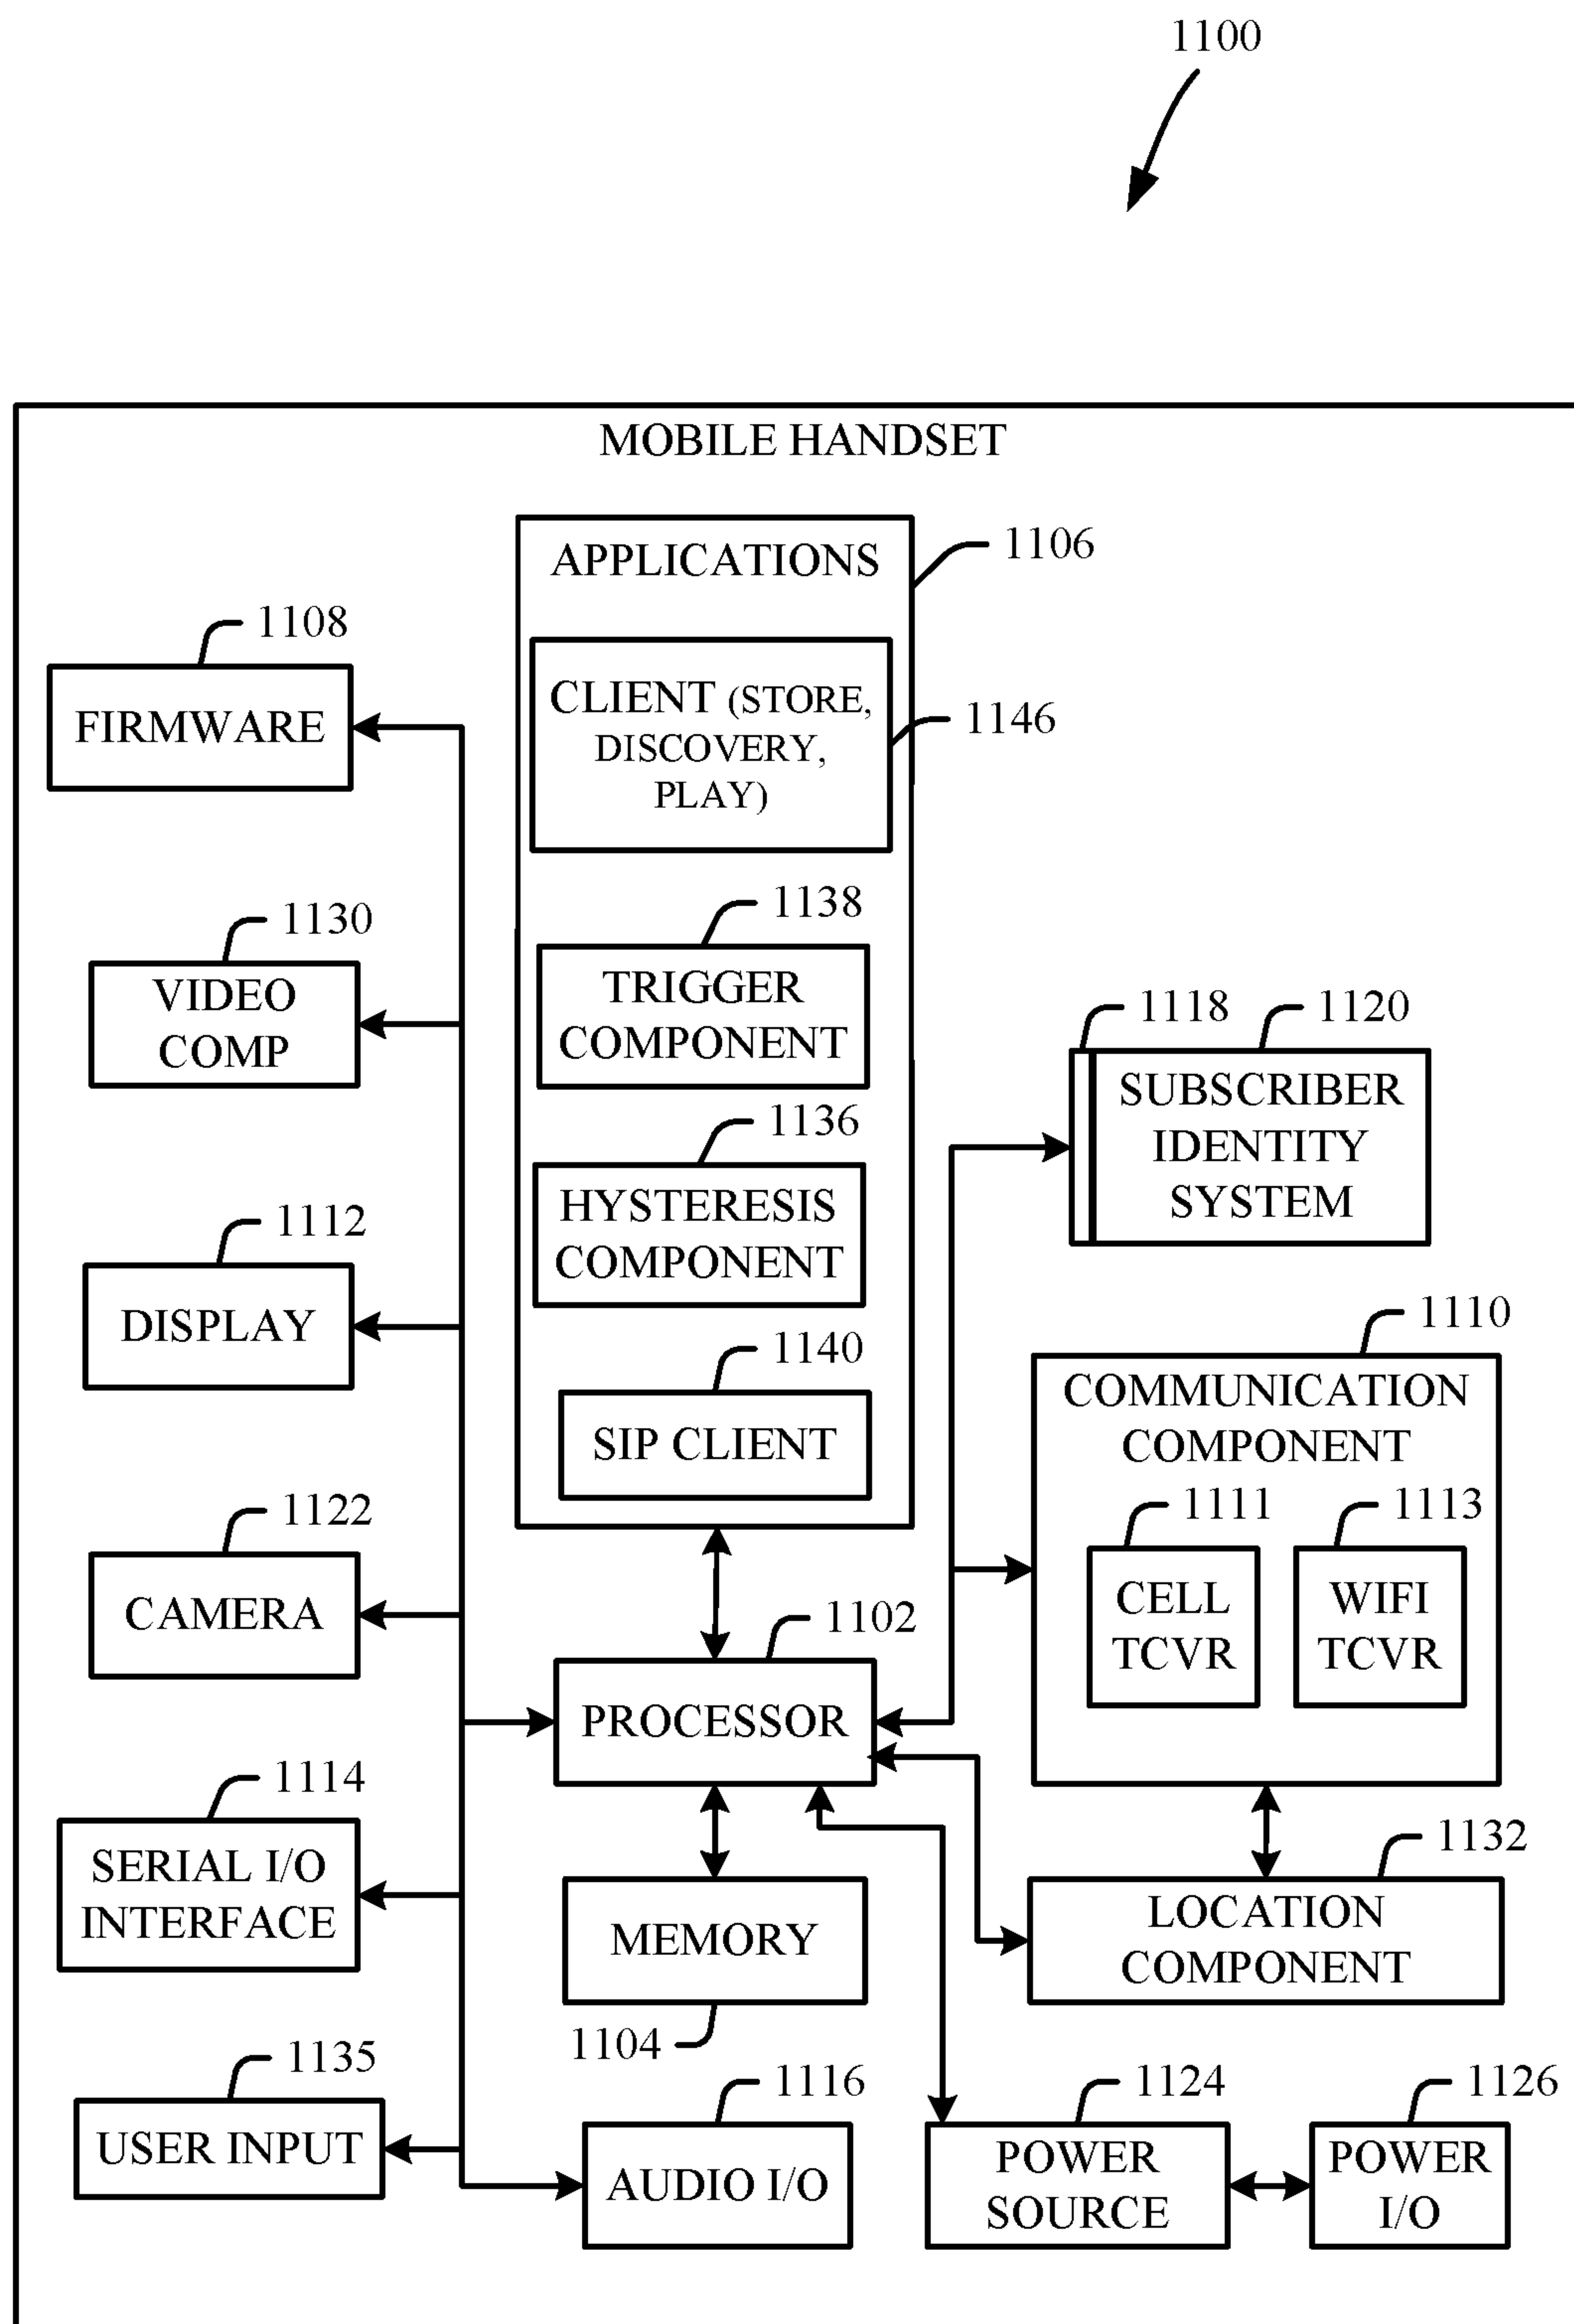 1100
MOBILE HANDSET
APPLICATIONS
1106
CLIENT (STORE,
DISCOVERY,
PLAY)
1146
1138
TRIGGER
COMPONENT
1136
HYSTERESIS
COMPONENT
1140
SIP CLIENT
1108
FIRMWARE
1130
VIDEO
COMP
1112
DISPLAY
1122
CAMERA
1114
SERIAL I/O
INTERFACE
1135
USER INPUT
1102
PROCESSOR
MEMORY
1104
1116
AUDIO I/O
1118
1120
SUBSCRIBER
IDENTITY
SYSTEM
1110
COMMUNICATION
COMPONENT
1111
CELL
TCVR
1113
WIFI
TCVR
1132
LOCATION
COMPONENT
1124
POWER
SOURCE
1126
POWER
I/O